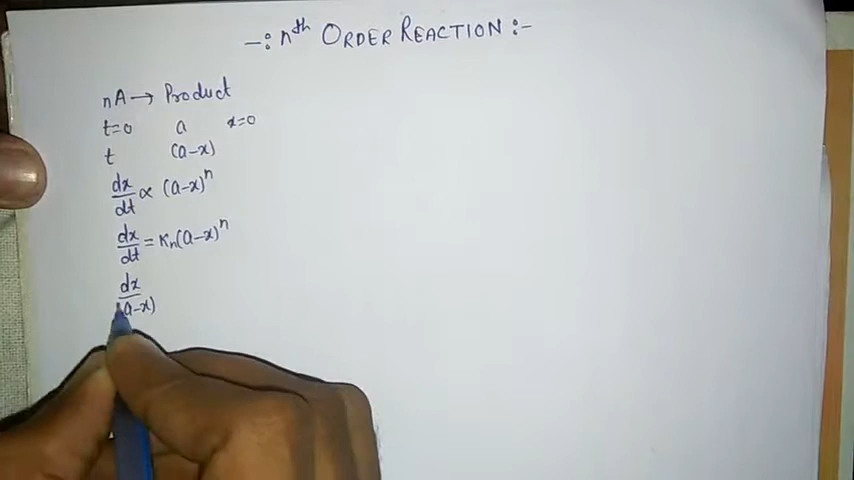 -: nth ORDER REACTION :-
nA → Product
t=0 a x=0
t (a-x)
dx/dt ∝ (a-x)^n
dx/dt = Kn(a-x)^n
dx/(a-x)